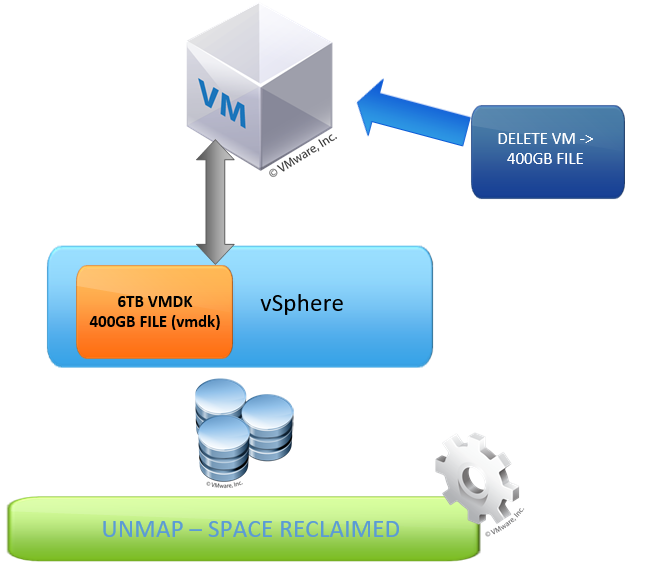 VM
© VMware, Inc.
DELETE VM ->
400GB FILE
6TB VMDK
400GB FILE (vmdk)
vSphere
© VMware, Inc.
UNMAP – SPACE RECLAIMED
© VMware, Inc.